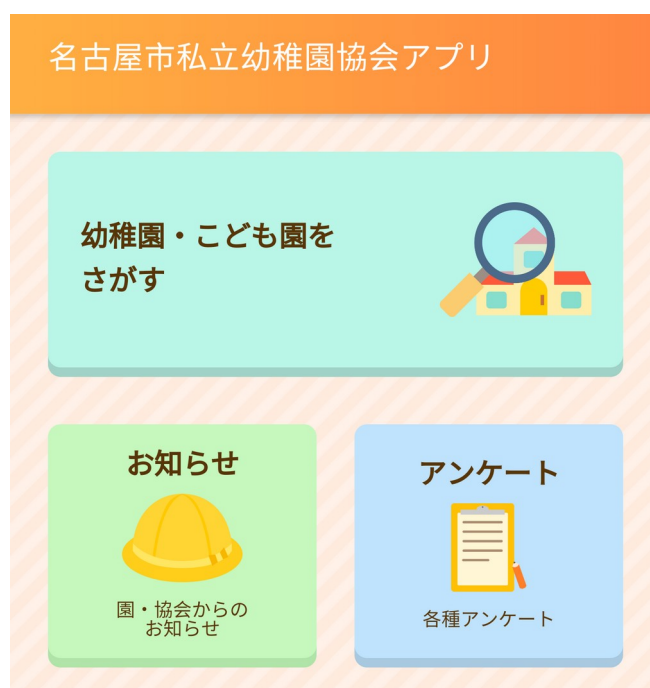 名古屋市私立幼稚園協会アプリ
幼稚園・こども園を
さがす
お知らせ
園・協会からの
お知らせ
アンケート
各種アンケート